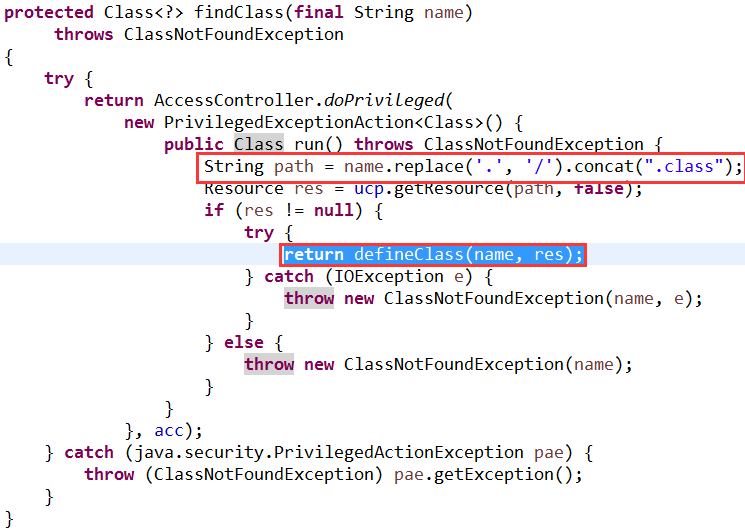 protected Class<?> findClass(final String name)
     throws ClassNotFoundException
{
    try {
        return AccessController.doPrivileged(
            new PrivilegedExceptionAction<Class>() {
                public Class run() throws ClassNotFoundException {
                    String path = name.replace('.', '/').concat(".class");
                    Resource res = ucp.getResource(path, false);
                    if (res != null) {
                        try {
                            return defineClass(name, res);
                        } catch (IOException e) {
                            throw new ClassNotFoundException(name, e);
                        }
                    } else {
                        throw new ClassNotFoundException(name);
                    }
                }
            }, acc);
    } catch (java.security.PrivilegedActionException pae) {
        throw (ClassNotFoundException) pae.getException();
    }
}